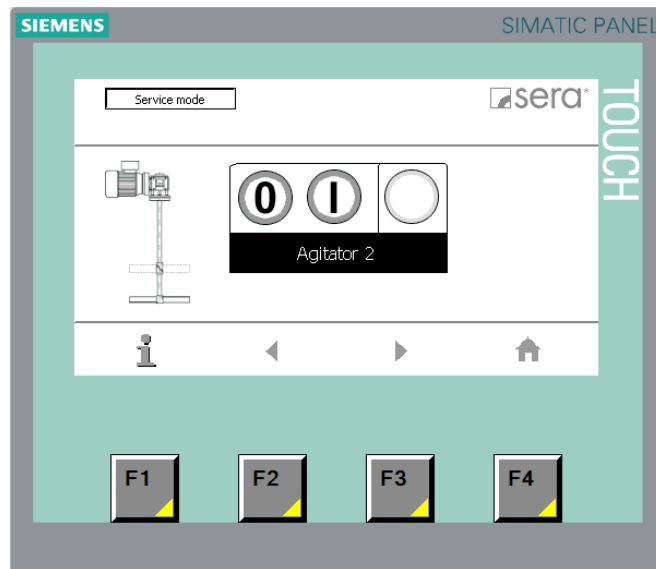 SIEMENS
SIMATIC PANEL
TOUCH
Service mode
sera
0 I
Agitator 2
F1 F2 F3 F4